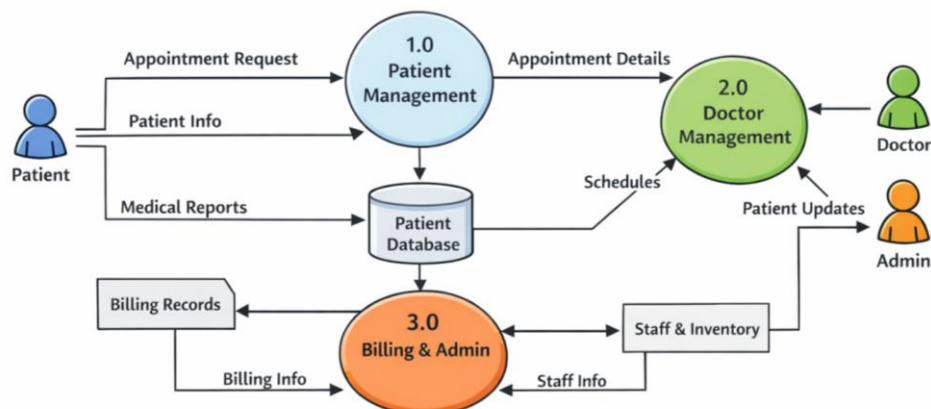 1.0
Patient
Management
Appointment Request
Appointment Details
2.0
Doctor
Management
Patient Info
Patient
Doctor
Medical Reports
Schedules
Patient Updates
Patient
Database
Admin
Billing Records
3.0
Billing & Admin
Staff & Inventory
Billing Info
Staff Info